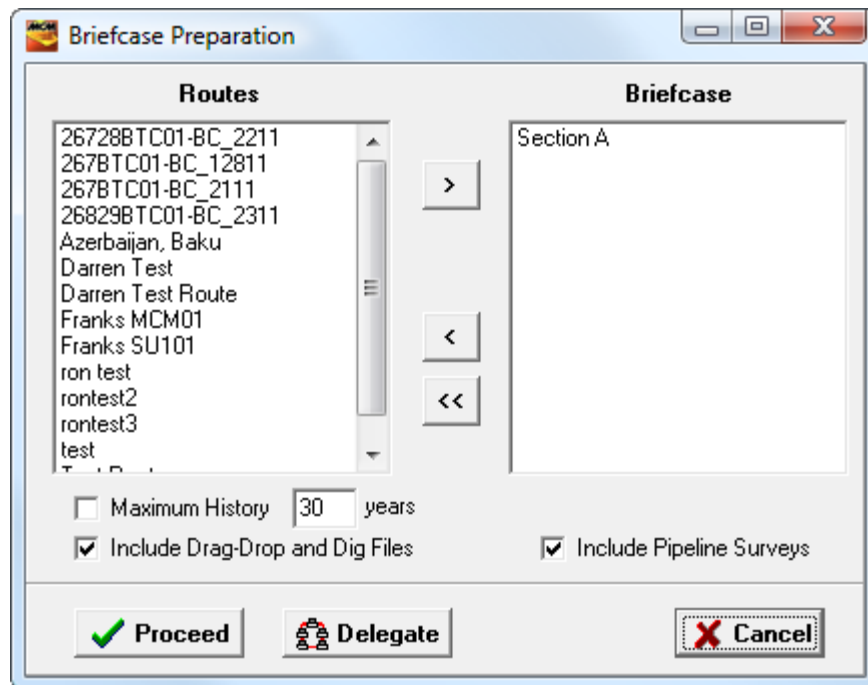 MCM
Briefcase Preparation
Routes
Briefcase
26728BTC01-BC_2211
267BTC01-BC_12811
267BTC01-BC_2111
26829BTC01-BC_2311
Azerbaijan, Baku
Darren Test
Darren Test Route
Franks MCM01
Franks SU101
ron test
rontest2
rontest3
test
Section A
>
<
<<
Maximum History 30 years
Include Drag-Drop and Dig Files
Include Pipeline Surveys
Proceed
Delegate
Cancel